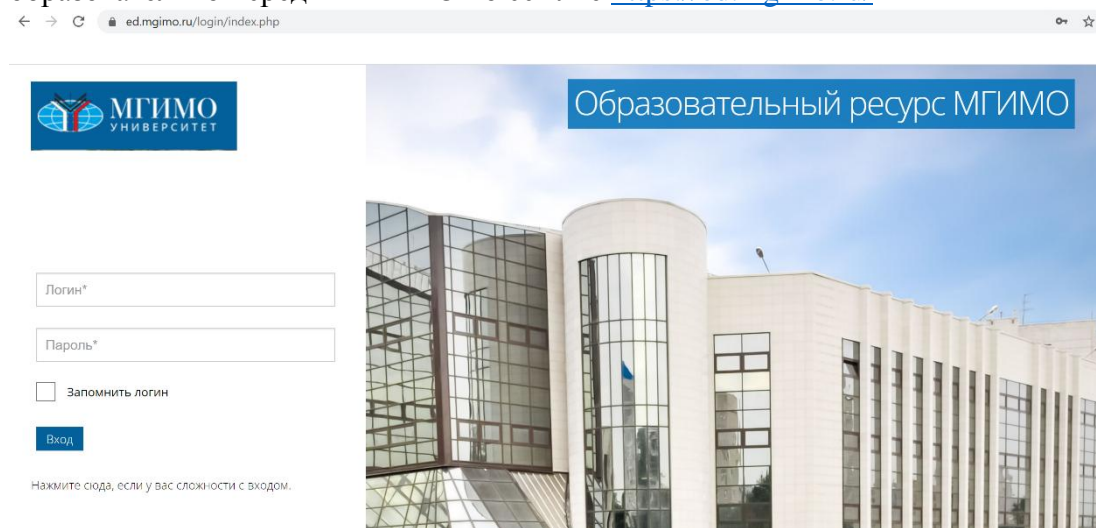 ed.mgimo.ru/login/index.php
МГИМО
УНИВЕРСИТЕТ
Образовательный ресурс МГИМО
Логин*
Пароль*
Запомнить логин
Вход
Нажмите сюда, если у вас сложности с входом.